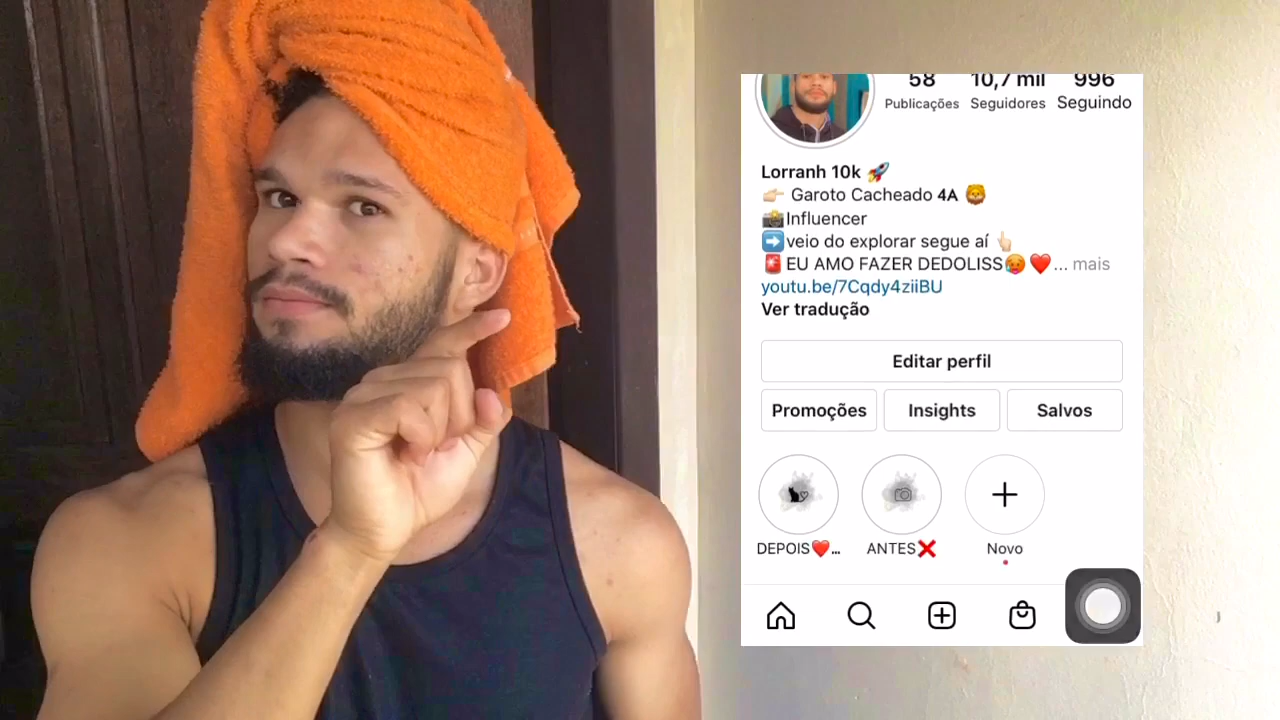 58 10,7 mil 996
Publicações Seguidores Seguindo
Lorranh 10k 🚀
👉🏻 Garoto Cacheado 4A 🦁
📸Influencer
➡️veio do explorar segue aí 👆🏻
🚨EU AMO FAZER DEDOLISS🥵❤️... mais
youtu.be/7Cqdy4ziiBU
Ver tradução
Editar perfil
Promoções Insights Salvos
DEPOIS❤️... ANTES❌ Novo